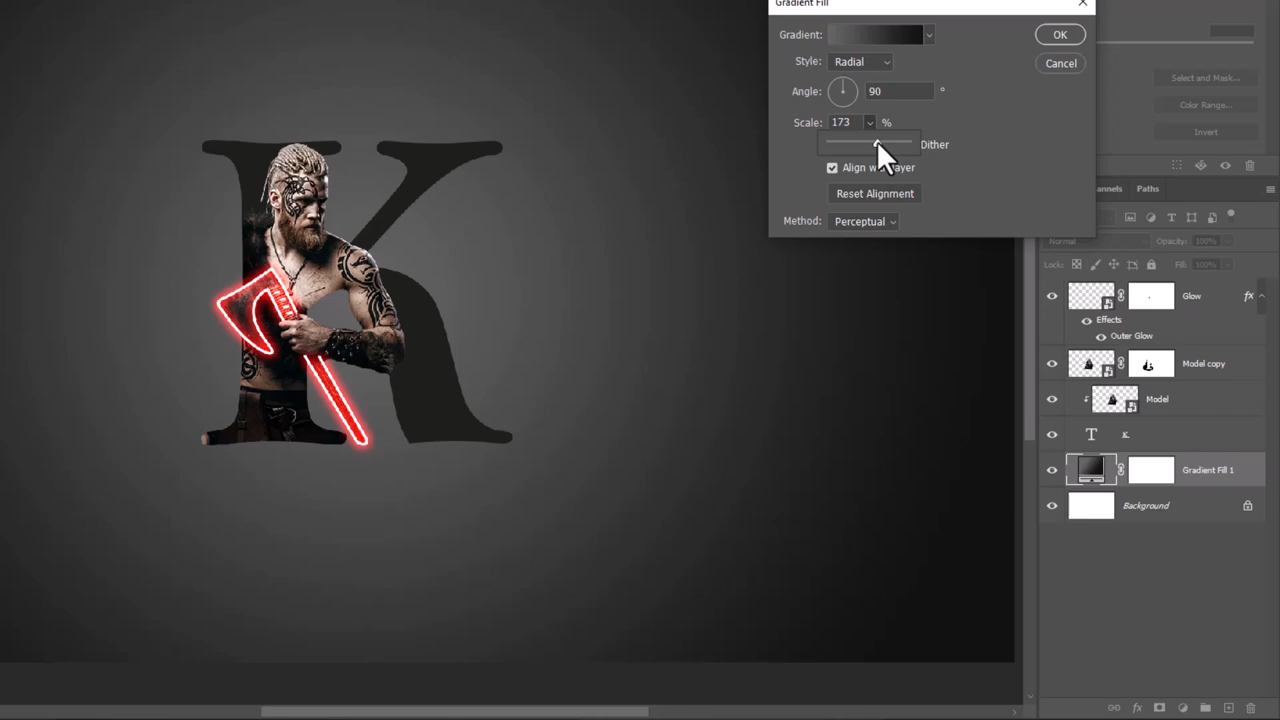 Gradient Fill
Gradient:
OK
Style: Radial
Cancel
Select and Mask...
Angle: 90 °
Color Range...
Scale: 173 %
Invert
Dither
Align w
ayer
Reset Alignment
annels Paths
Method: Perceptual
Normal Opacity: 100%
Lock: Fill: 100%
Glow fx
Effects
Outer Glow
Model copy
Model
T K
Gradient Fill 1
Background
fx
K